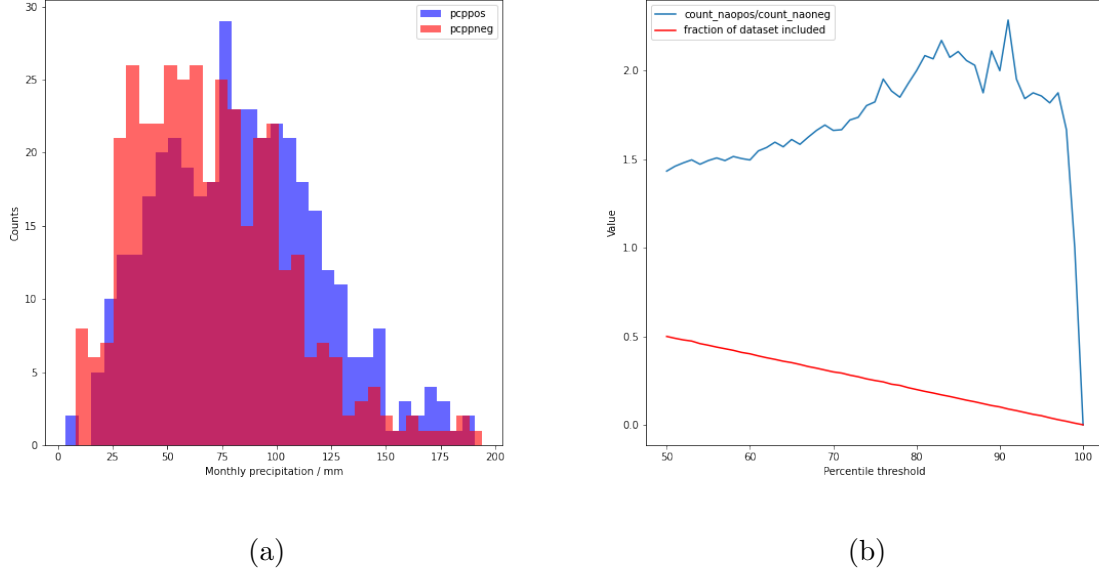 30
25
20
15
10
5
0
Counts
pcppos
pcppneg
0 25 50 75 100 125 150 175 200
Monthly precipitation / mm
(a)
2.0
1.5
1.0
0.5
0.0
Value
count_naopos/count_naoneg
fraction of dataset included
50 60 70 80 90 100
Percentile threshold
(b)